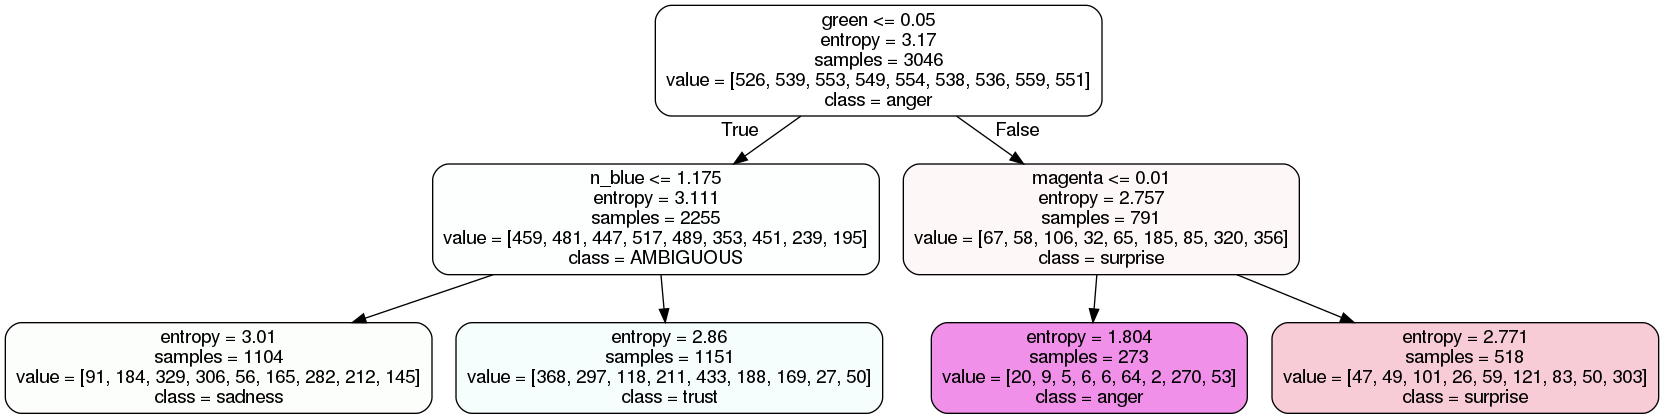 green <= 0.05
entropy = 3.17
samples = 3046
value = [526, 539, 553, 549, 554, 538, 536, 559, 551]
class = anger
True
False
n_blue <= 1.175
entropy = 3.111
samples = 2255
value = [459, 481, 447, 517, 489, 353, 451, 239, 195]
class = AMBIGUOUS
magenta <= 0.01
entropy = 2.757
samples = 791
value = [67, 58, 106, 32, 65, 185, 85, 320, 356]
class = surprise
entropy = 3.01
samples = 1104
value = [91, 184, 329, 306, 56, 165, 282, 212, 145]
class = sadness
entropy = 2.86
samples = 1151
value = [368, 297, 118, 211, 433, 188, 169, 27, 50]
class = trust
entropy = 1.804
samples = 273
value = [20, 9, 5, 6, 6, 64, 2, 270, 53]
class = anger
entropy = 2.771
samples = 518
value = [47, 49, 101, 26, 59, 121, 83, 50, 303]
class = surprise